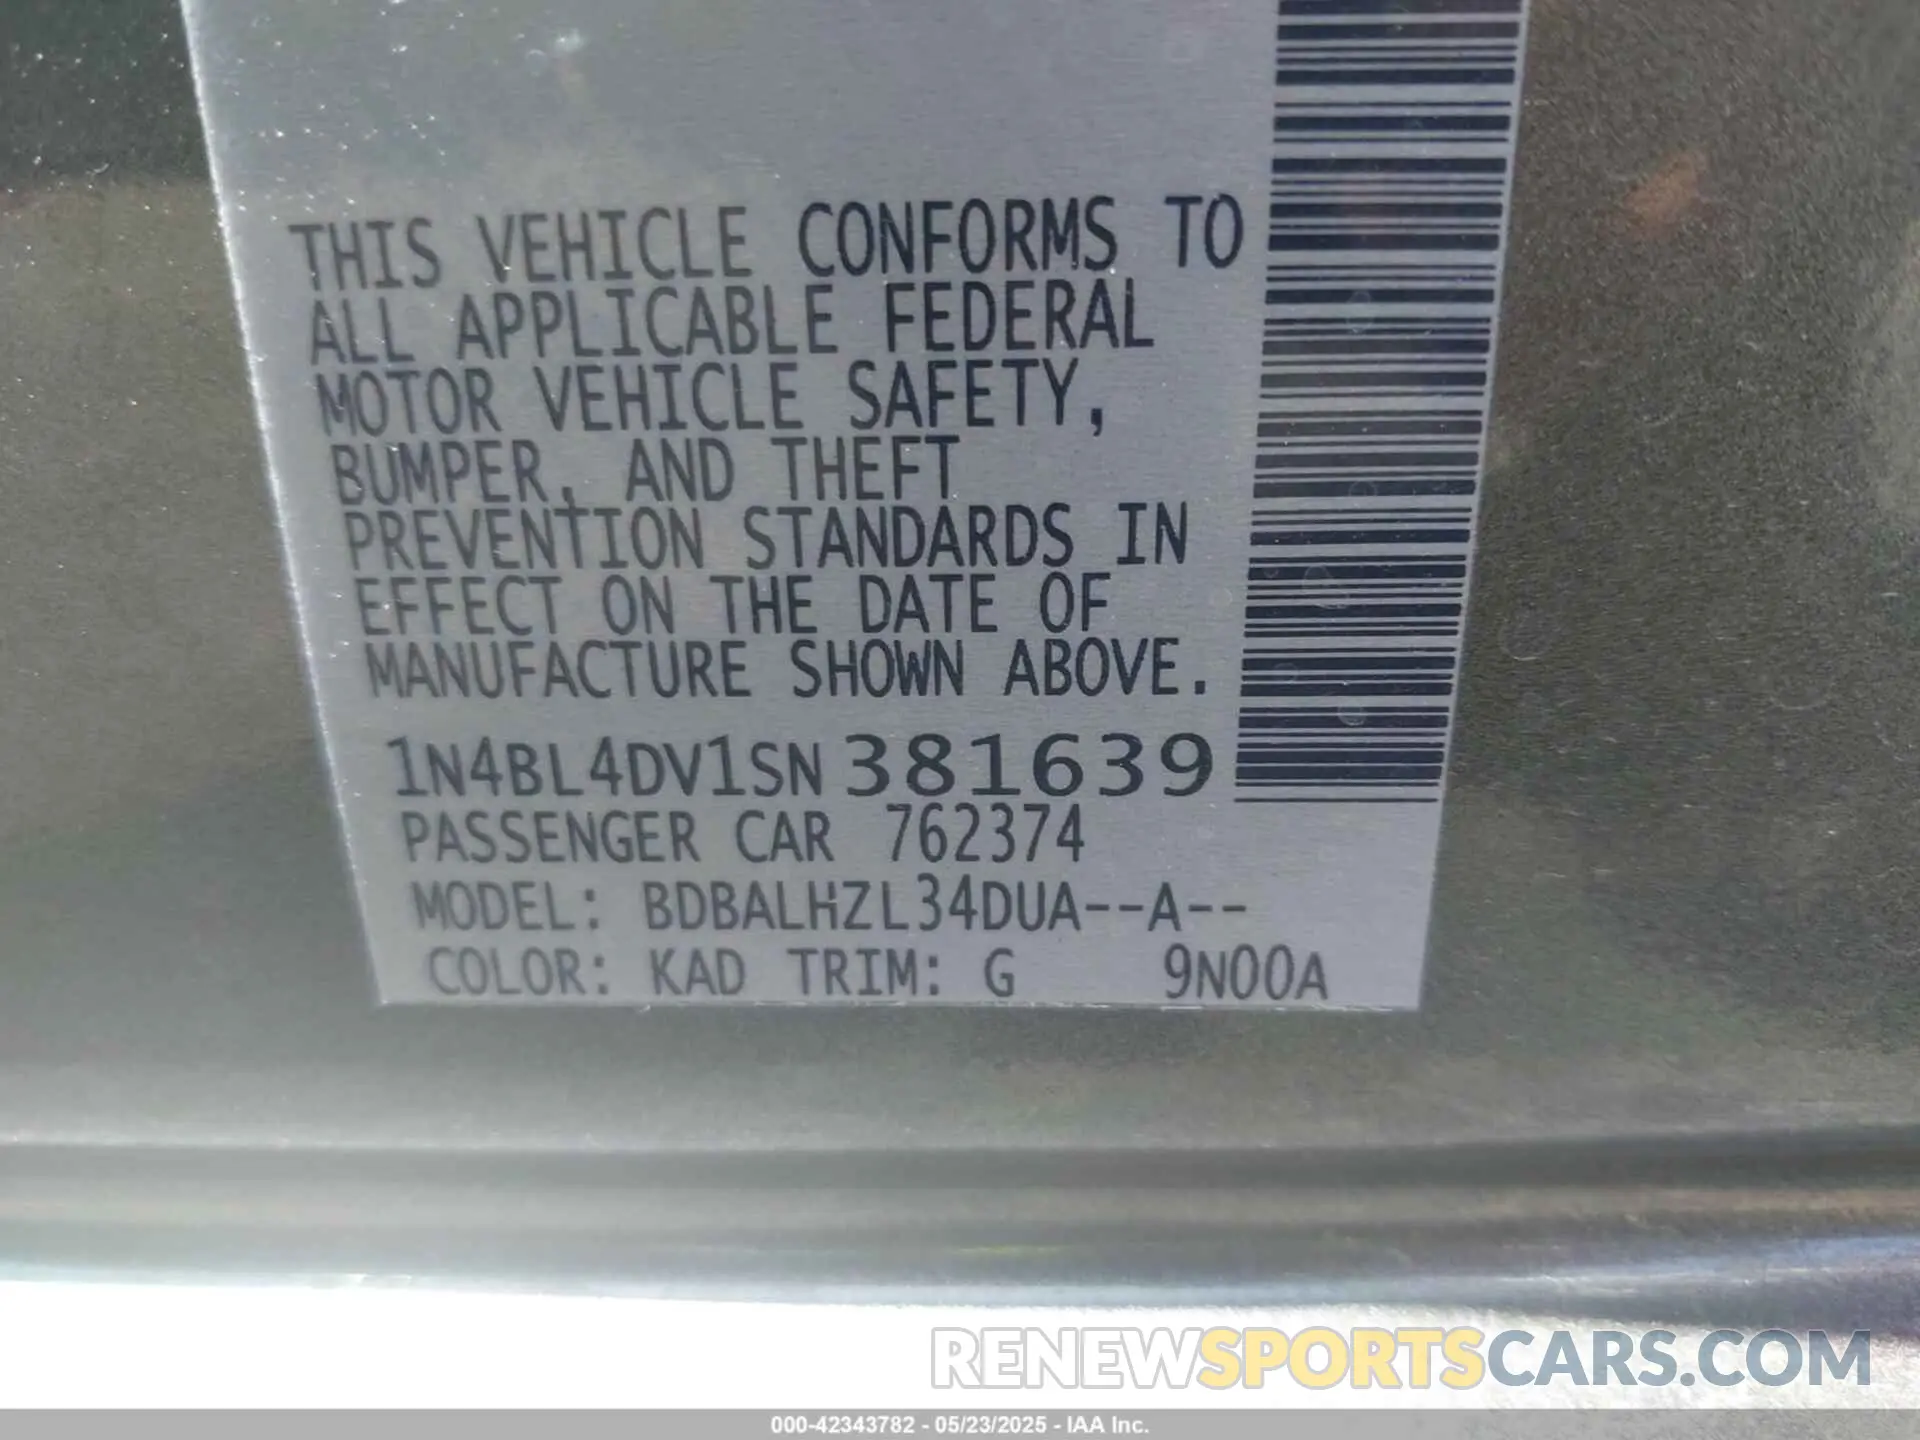 THIS VEHICLE CONFORMS TO
ALL APPLICABLE FEDERAL
MOTOR VEHICLE SAFETY,
BUMPER, AND THEFT
PREVENTION STANDARDS IN
EFFECT ON THE DATE OF
MANUFACTURE SHOWN ABOVE.
1N4BL4DV1SN381639
PASSENGER CAR 762374
MODEL: BDBALHZL34DUA--A--
COLOR: KAD TRIM: G 9N00A
RENEWSPORTSCARS.COM
000-42343782 - 05/23/2025 - IAA Inc.